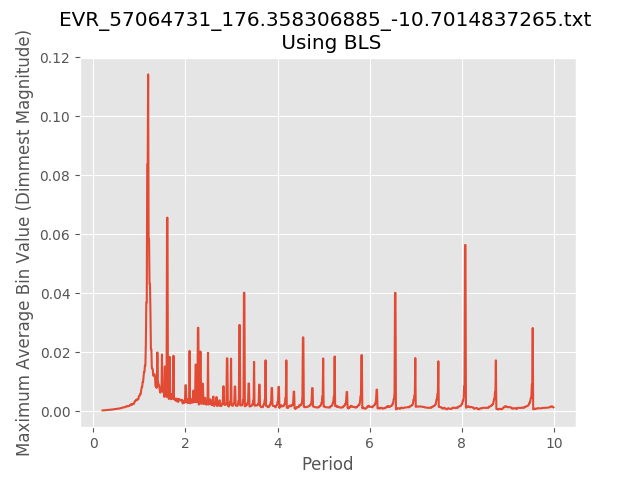 EVR_57064731_176.358306885_-10.7014837265.txt
Using BLS
Maximum Average Bin Value (Dimmest Magnitude)
0.12
0.10
0.08
0.06
0.04
0.02
0.00
0 2 4 6 8 10
Period